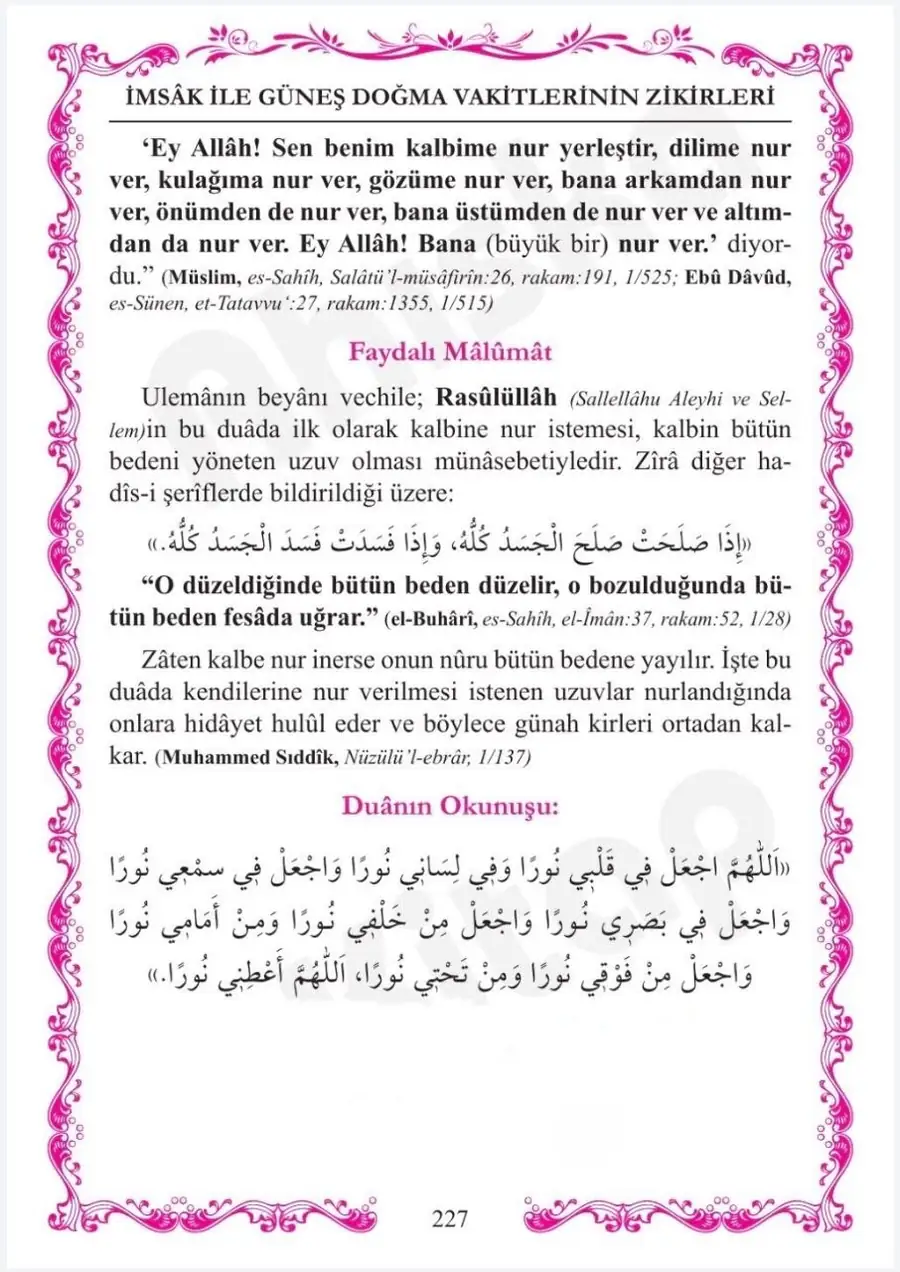 İMSÂK İLE GÜNEŞ DOĞMA VAKİTLERİNİN ZİKİRLERİ
‘Ey Allâh! Sen benim kalbime nur yerleştir, dilime nur
ver, kulağıma nur ver, gözüme nur ver, bana arkamdan nur
ver, önümden de nur ver, bana üstümden de nur ver ve altım-
dan da nur ver. Ey Allâh! Bana (büyük bir) nur ver.’ diyor-
du.” (Müslim, es-Sahîh, Salâtü’l-müsâfirîn:26, rakam:191, 1/525; Ebû Dâvûd,
es-Sünen, et-Tatavvu‘:27, rakam:1355, 1/515)
Faydalı Mâlûmât
Ulemânın beyânı vechile; Rasûlüllâh (Sallellâhu Aleyhi ve Sel-
lem)in bu duâda ilk olarak kalbine nur istemesi, kalbin bütün
bedeni yöneten uzuv olması münâsebetiyledir. Zîrâ diğer ha-
dîs-i şerîflerde bildirildiği üzere:
«إِذَا صَلَحَتْ صَلَحَ الْجَسَدُ كُلُّهُ، وَإِذَا فَسَدَتْ فَسَدَ الْجَسَدُ كُلُّهُ.»
“O düzeldiğinde bütün beden düzelir, o bozulduğunda bü-
tün beden fesâda uğrar.” (el-Buhârî, es-Sahîh, el-Îmân:37, rakam:52, 1/28)
Zâten kalbe nur inerse onun nûru bütün bedene yayılır. İşte bu
duâda kendilerine nur verilmesi istenen uzuvlar nurlandığında
onlara hidâyet hulûl eder ve böylece günah kirleri ortadan kal-
kar. (Muhammed Sıddîk, Nüzülü’l-ebrâr, 1/137)
Duânın Okunuşu:
«اَللّٰهُمَّ اجْعَلْ فِي قَلْبِي نُورًا وَفِي لِسَانِي نُورًا وَاجْعَلْ فِي سَمْعِي نُورًا
وَاجْعَلْ فِي بَصَرِي نُورًا وَاجْعَلْ مِنْ خَلْفِي نُورًا وَمِنْ أَمَامِي نُورًا
وَاجْعَلْ مِنْ فَوْقِي نُورًا وَمِنْ تَحْتِي نُورًا، اَللّٰهُمَّ أَعْطِنِي نُورًا.»
227